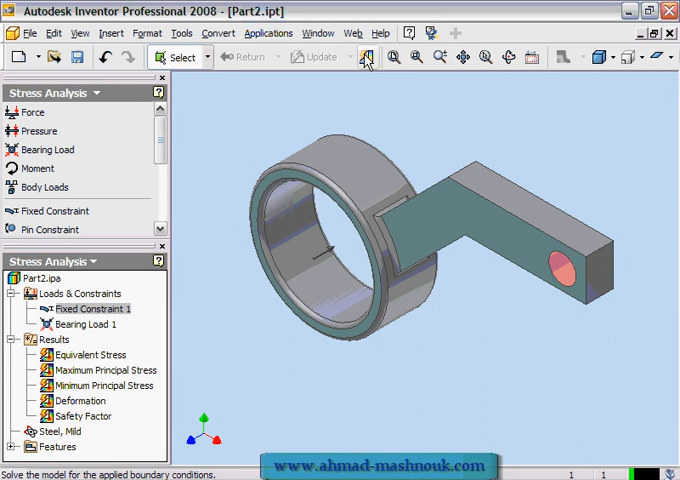 Autodesk Inventor Professional 2008 - [Part2.ipt]
File Edit View Insert Format Tools Convert Applications Window Web Help
Select Return Update
Stress Analysis
Force
Pressure
Bearing Load
Moment
Body Loads
Fixed Constraint
Pin Constraint
Stress Analysis
Part2.ipa
Loads & Constraints
Fixed Constraint 1
Bearing Load 1
Results
Equivalent Stress
Maximum Principal Stress
Minimum Principal Stress
Deformation
Safety Factor
Steel, Mild
Features
www.ahmad-mashnouk.com
Solve the model for the applied boundary conditions. 1 1